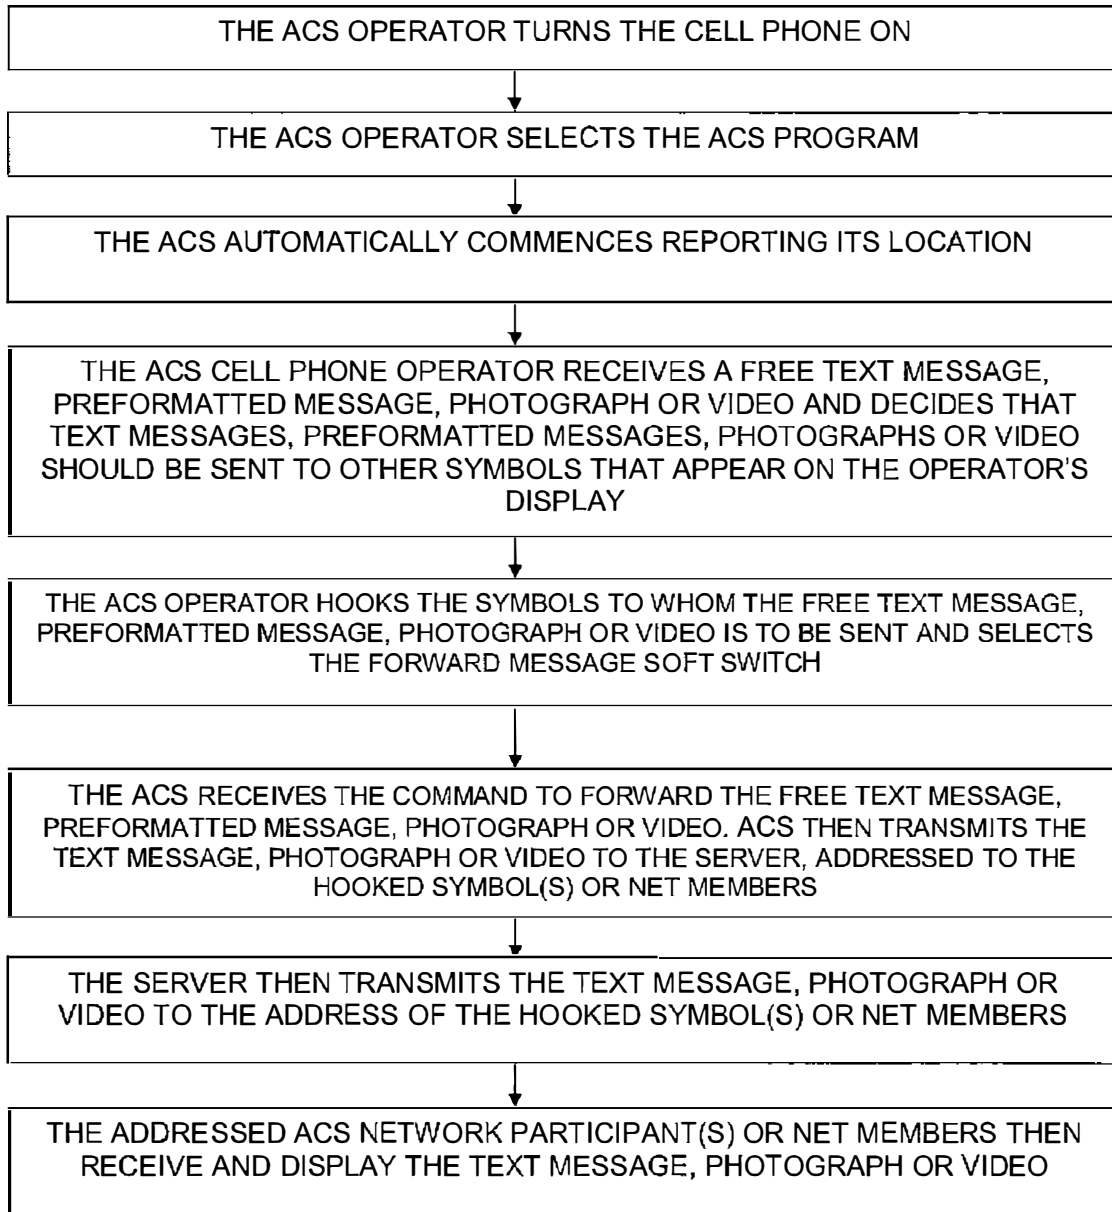 THE ACS OPERATOR TURNS THE CELL PHONE ON
THE ACS OPERATOR SELECTS THE ACS PROGRAM
THE ACS AUTOMATICALLY COMMENCES REPORTING ITS LOCATION
THE ACS CELL PHONE OPERATOR RECEIVES A FREE TEXT MESSAGE,
PREFORMATTED MESSAGE, PHOTOGRAPH OR VIDEO AND DECIDES THAT
TEXT MESSAGES, PREFORMATTED MESSAGES, PHOTOGRAPHS OR VIDEO
SHOULD BE SENT TO OTHER SYMBOLS THAT APPEAR ON THE OPERATOR'S
DISPLAY
THE ACS OPERATOR HOOKS THE SYMBOLS TO WHOM THE FREE TEXT MESSAGE,
PREFORMATTED MESSAGE, PHOTOGRAPH OR VIDEO IS TO BE SENT AND SELECTS
THE FORWARD MESSAGE SOFT SWITCH
THE ACS RECEIVES THE COMMAND TO FORWARD THE FREE TEXT MESSAGE,
PREFORMATTED MESSAGE, PHOTOGRAPH OR VIDEO. ACS THEN TRANSMITS THE
TEXT MESSAGE, PHOTOGRAPH OR VIDEO TO THE SERVER, ADDRESSED TO THE
HOOKED SYMBOL(S) OR NET MEMBERS
THE SERVER THEN TRANSMITS THE TEXT MESSAGE, PHOTOGRAPH OR
VIDEO TO THE ADDRESS OF THE HOOKED SYMBOL(S) OR NET MEMBERS
THE ADDRESSED ACS NETWORK PARTICIPANT(S) OR NET MEMBERS THEN
RECEIVE AND DISPLAY THE TEXT MESSAGE, PHOTOGRAPH OR VIDEO